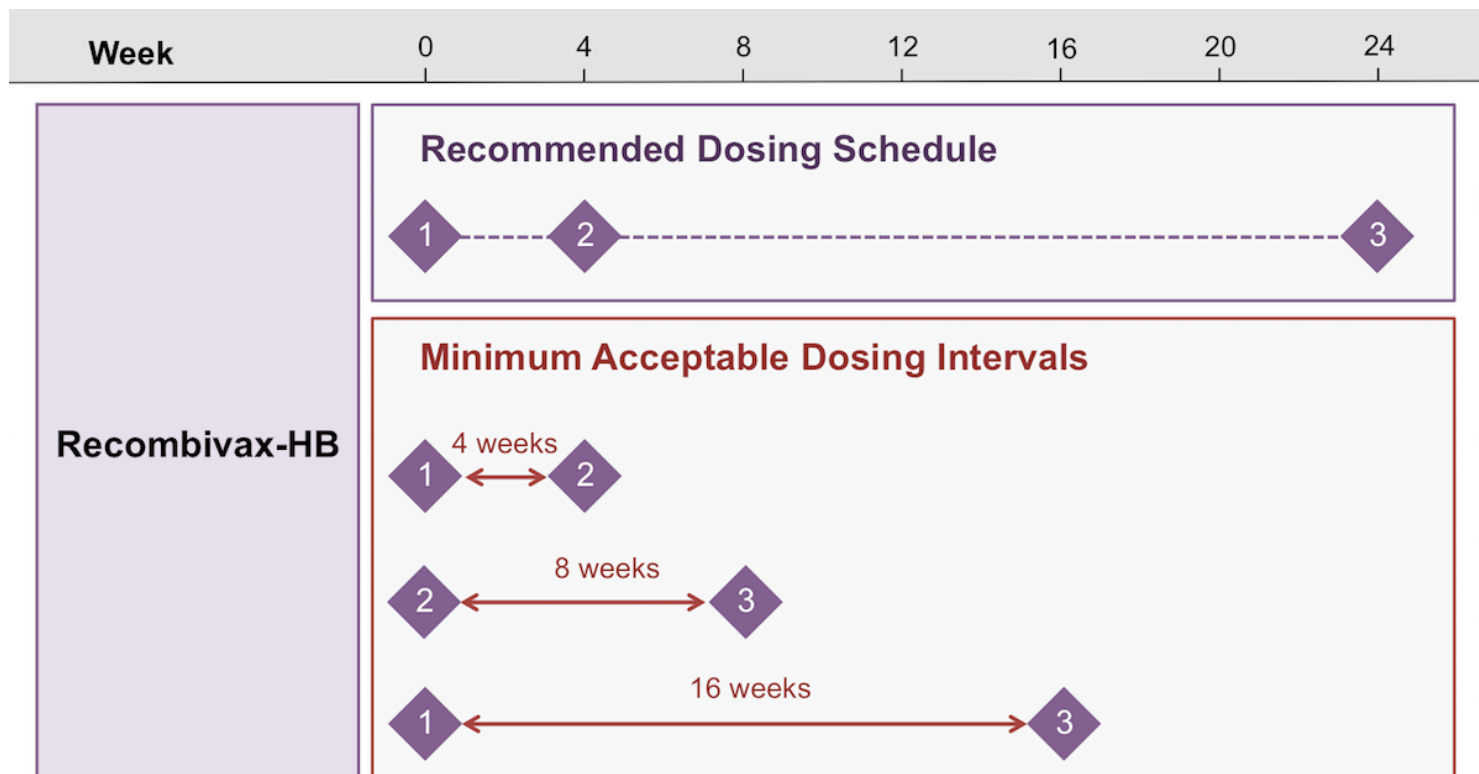 Week 0 4 8 12 16 20 24
Recommended Dosing Schedule
1 2 3
Recombivax-HB
Minimum Acceptable Dosing Intervals
4 weeks
1 2
8 weeks
2 3
16 weeks
1 3